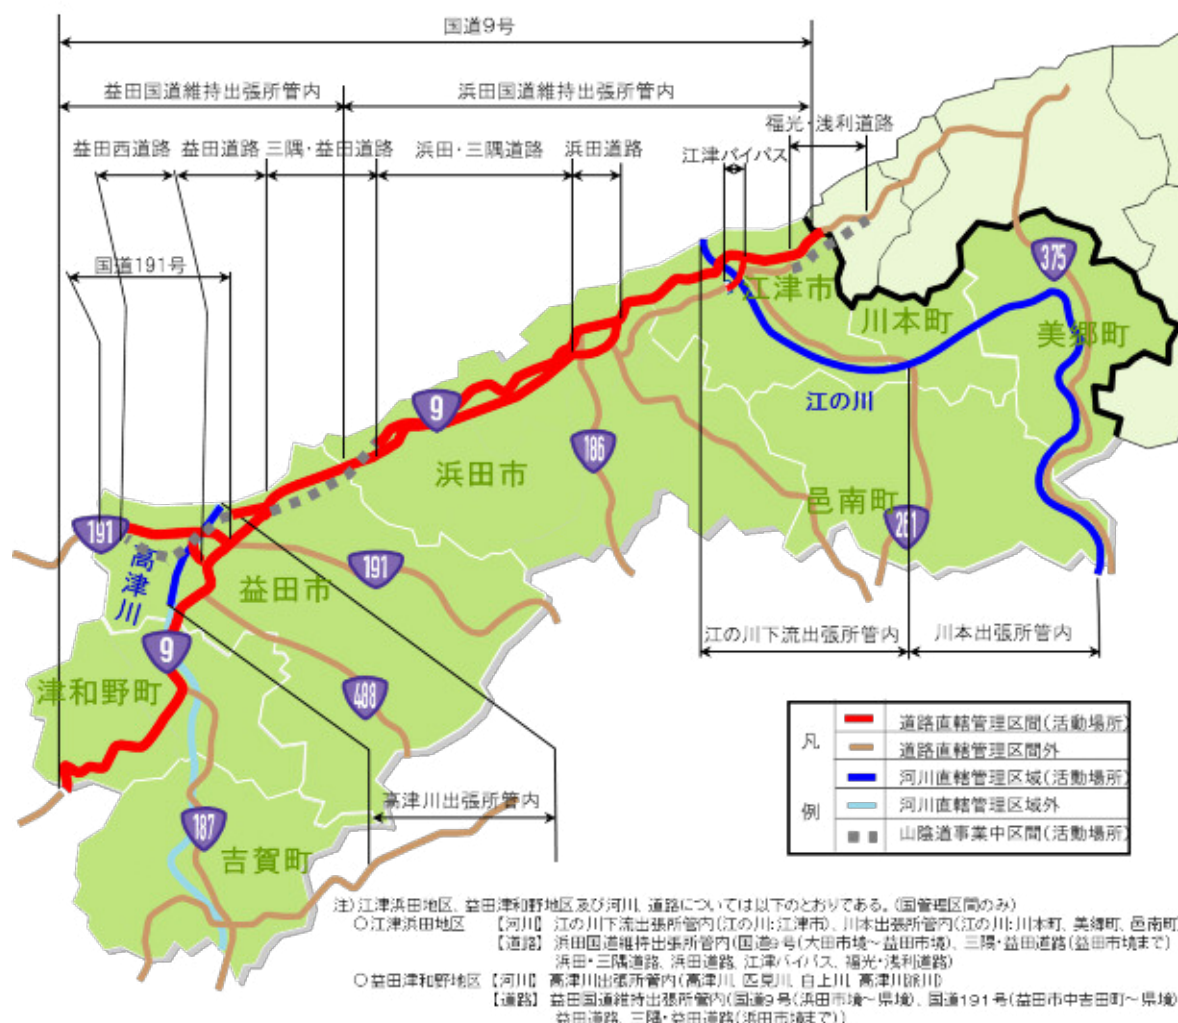 国道9号
益田国道維持出張所管内
浜田国道維持出張所管内
福光・浅利道路
益田西道路
益田道路
三隅・益田道路
浜田・三隅道路
浜田道路
江津バイパス
国道191号
375
江津市
川本町
美郷町
江の川
9
186
浜田市
邑南町
261
191
高津川
191
益田市
江の川下流出張所管内
川本出張所管内
9
津和野町
488
高津川出張所管内
187
吉賀町
凡例
道路直轄管理区間(活動場所)
道路直轄管理区間外
河川直轄管理区域(活動場所)
河川直轄管理区域外
山陰道事業中区間(活動場所)
注)江津浜田地区、益田津和野地区及び河川、道路については以下のとおりである。(国管理区間のみ)
○江津浜田地区 【河川】 江の川下流出張所管内(江の川:江津市)、川本出張所管内(江の川:川本町、美郷町、邑南町
【道路】 浜田国道維持出張所管内(国道9号(大田市境~益田市境)、三隅・益田道路(益田市境まで)
浜田・三隅道路、浜田道路、江津バイパス、福光・浅利道路)
○益田津和野地区 【河川】 高津川出張所管内(高津川、匹見川、白上川、高津川派川)
【道路】 益田国道維持出張所管内(国道9号(浜田市境~県境)、国道191号(益田市中吉田町~県境)
益田道路、三隅・益田道路(浜田市境まで))